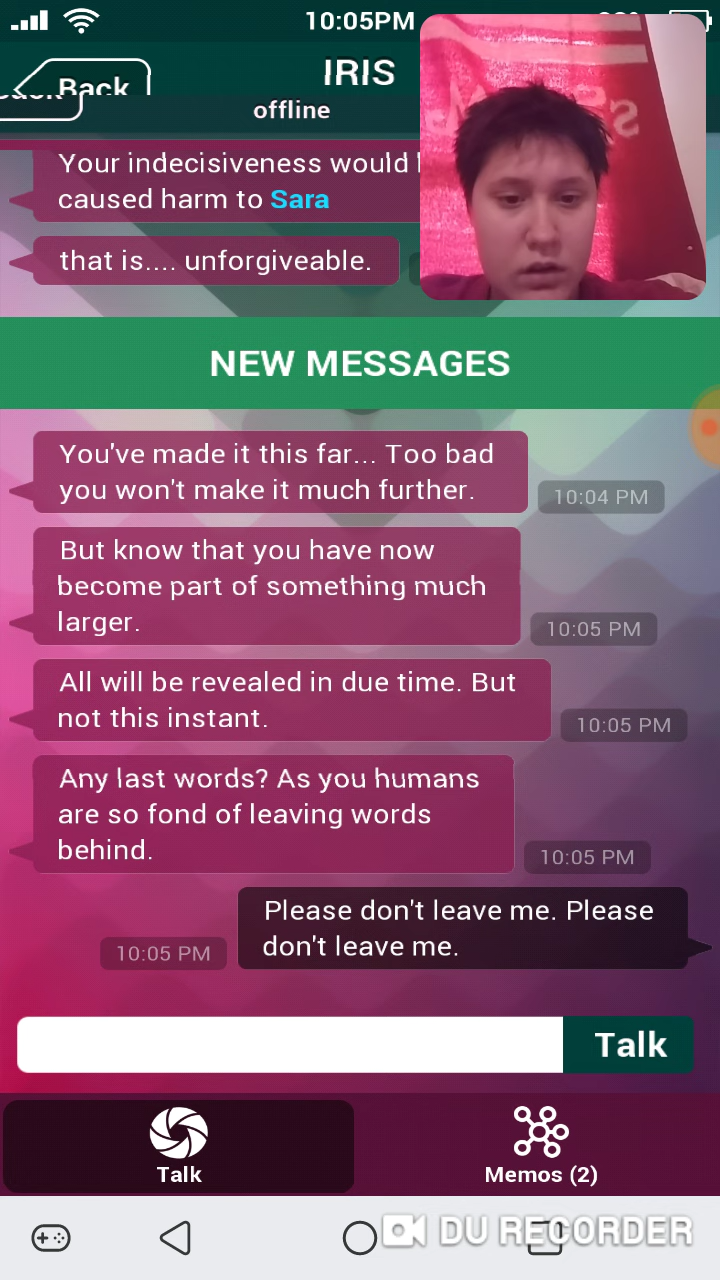 10:05PM
Back
IRIS
offline
Your indecisiveness would
caused harm to Sara
that is.... unforgiveable.
NEW MESSAGES
You've made it this far... Too bad
you won't make it much further.
10:04 PM
But know that you have now
become part of something much
larger.
10:05 PM
All will be revealed in due time. But
not this instant.
10:05 PM
Any last words? As you humans
are so fond of leaving words
behind.
10:05 PM
Please don't leave me. Please
don't leave me.
10:05 PM
Talk
Talk
Memos (2)
DU RECORDER